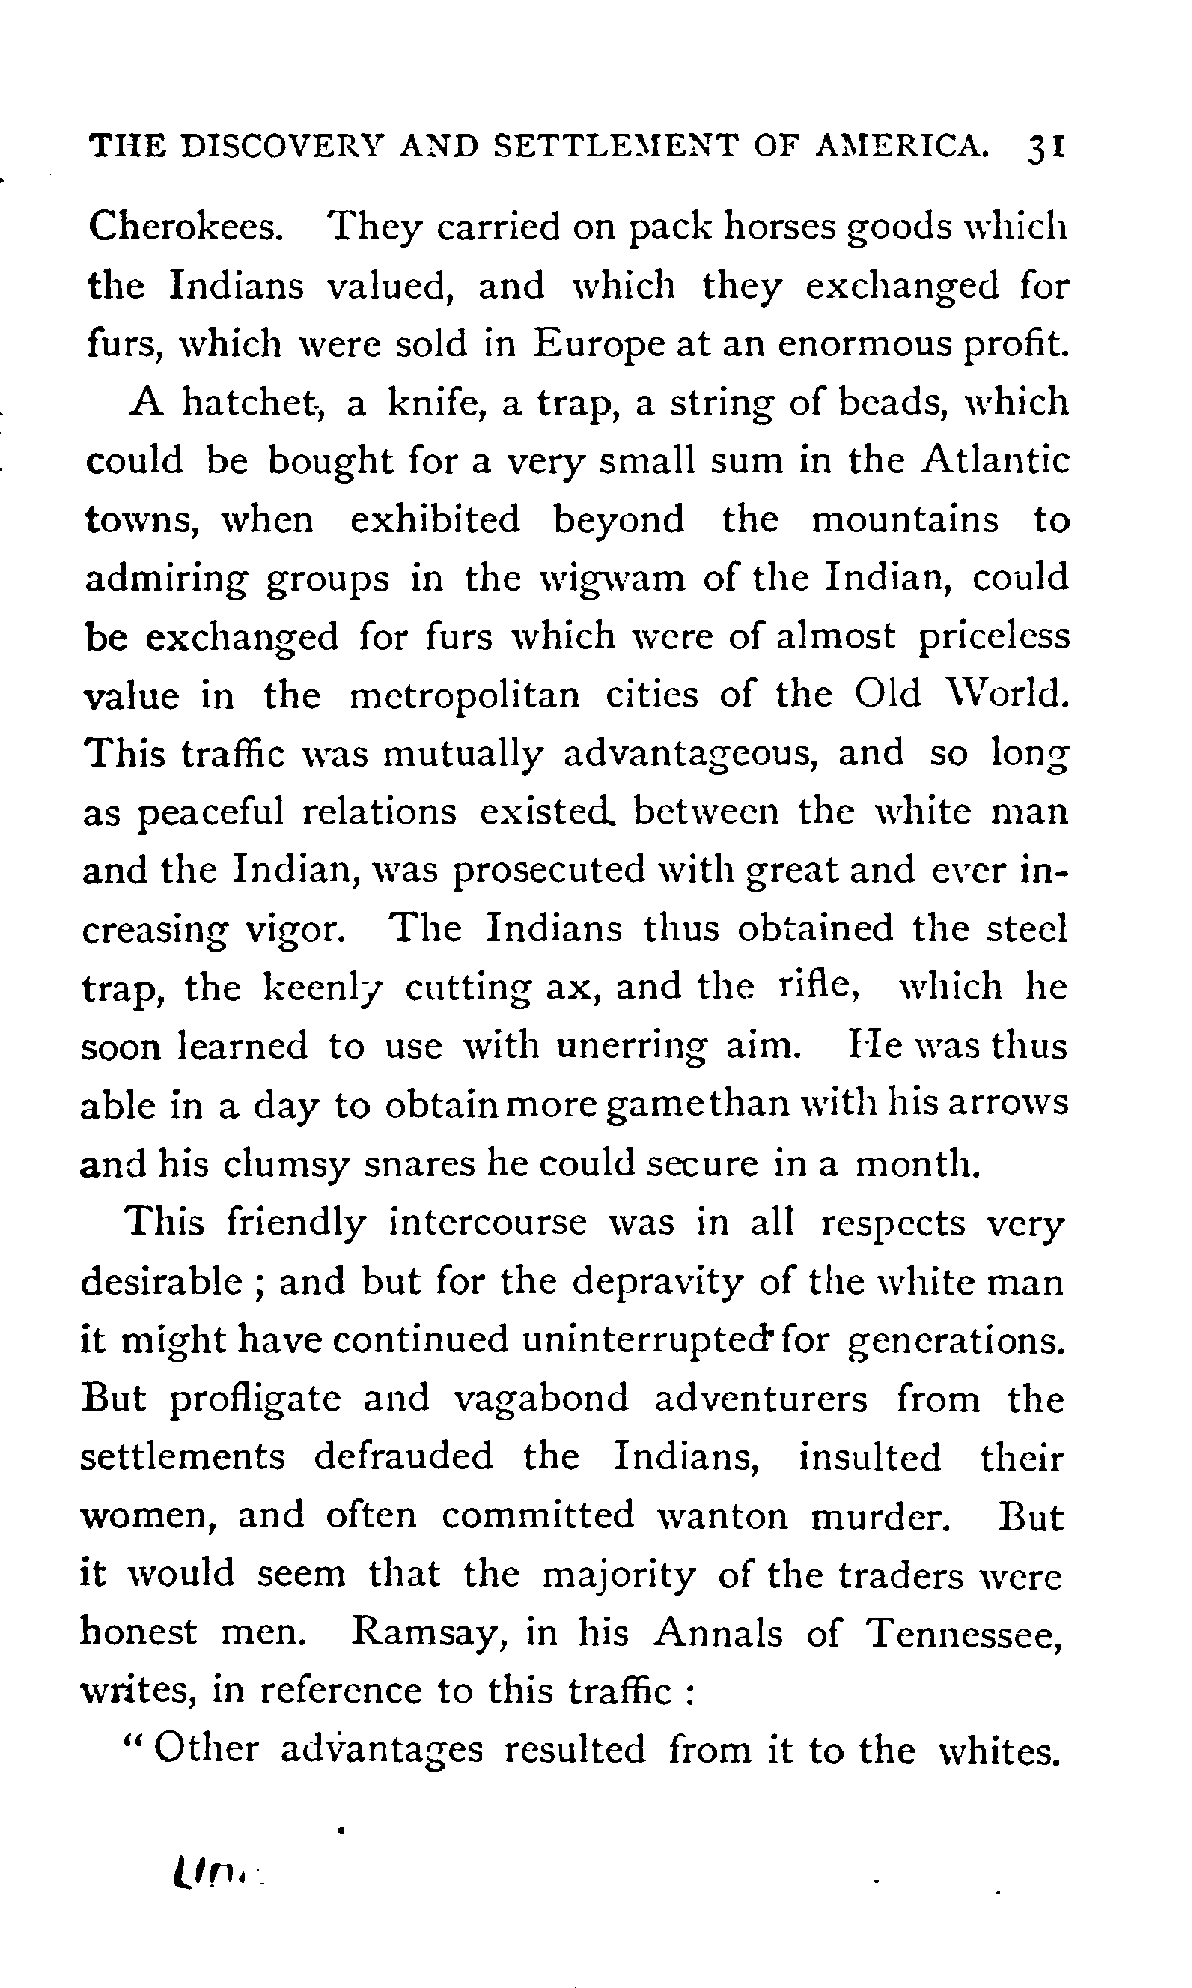 THE DISCOVERY AND SETTLEMENT OF AMERICA. 31
Cherokees. They carried on pack horses goods which
the Indians valued, and which they exchanged for
furs, which were sold in Europe at an enormous profit.
A hatchet, a knife, a trap, a string of beads, which
could be bought for a very small sum in the Atlantic
towns, when exhibited beyond the mountains to
admiring groups in the wigwam of the Indian, could
be exchanged for furs which were of almost priceless
value in the metropolitan cities of the Old World.
This traffic was mutually advantageous, and so long
as peaceful relations existed between the white man
and the Indian, was prosecuted with great and ever in-
creasing vigor. The Indians thus obtained the steel
trap, the keenly cutting ax, and the rifle, which he
soon learned to use with unerring aim. He was thus
able in a day to obtain more game than with his arrows
and his clumsy snares he could secure in a month.
This friendly intercourse was in all respects very
desirable ; and but for the depravity of the white man
it might have continued uninterrupted for generations.
But profligate and vagabond adventurers from the
settlements defrauded the Indians, insulted their
women, and often committed wanton murder. But
it would seem that the majority of the traders were
honest men. Ramsay, in his Annals of Tennessee,
writes, in reference to this traffic :
“ Other advantages resulted from it to the whites.